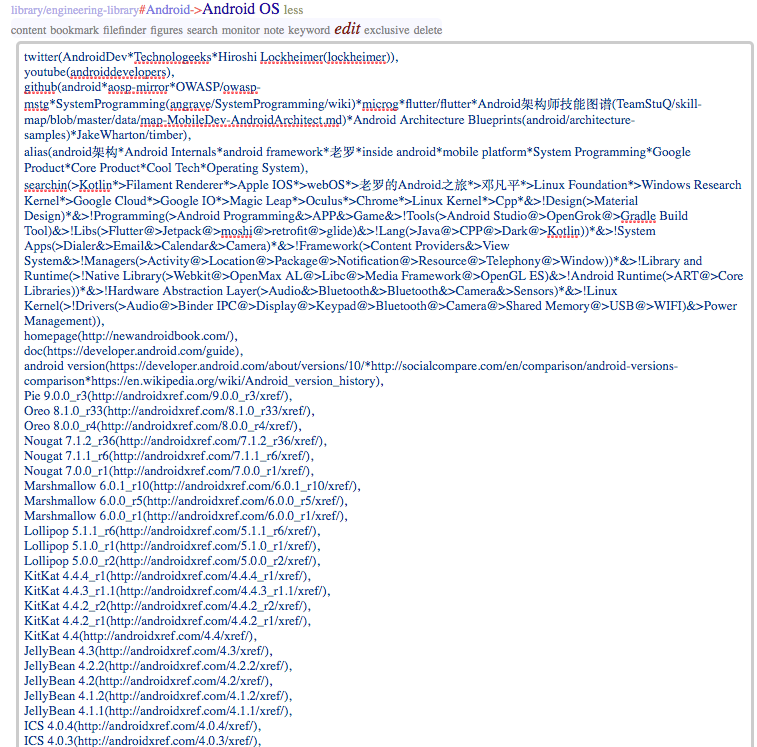 library/engineering-library#Android->Android OS less
content bookmark filefinder figures search monitor note keyword edit exclusive delete
twitter(AndroidDev*Technologeeks*Hiroshi Lockheimer(lockheimer)),
youtube(androiddevelopers),
github(android*aosp-mirror*OWASP/owasp-
mstg*SystemProgramming(angrave/SystemProgramming/wiki)*microg*flutter/flutter*Android架构师技能图谱(TeamStuQ/skill-
map/blob/master/data/map-MobileDev-AndroidArchitect.md)*Android Architecture Blueprints(android/architecture-
samples)*JakeWharton/timber),
alias(android架构*Android Internals*android framework*老罗*inside android*mobile platform*System Programming*Google
Product*Core Product*Cool Tech*Operating System),
searchin(>Kotlin*>Filament Renderer*>Apple IOS*>webOS*>老罗的Android之旅*>邓凡平*>Linux Foundation*>Windows Research
Kernel*>Google Cloud*>Google IO*>Magic Leap*>Oculus*>Chrome*>Linux Kernel*>Cpp*&>!Design(>Material
Design)*&>!Programming(>Android Programming&>APP&>Game&>!Tools(>Android Studio@>OpenGrok@>Gradle Build
Tool)&>!Libs(>Flutter@>Jetpack@>moshi@>retrofit@>glide)&>!Lang(>Java@>CPP@>Dark@>Kotlin))*&>!System
Apps(>Dialer&>Email&>Calendar&>Camera)*&>!Framework(>Content Providers&>View
System&>!Managers(>Activity@>Location@>Package@>Notification@>Resource@>Telephony@>Window))*&>!Library and
Runtime(>!Native Library(>Webkit@>OpenMax AL@>Libc@>Media Framework@>OpenGL ES)&>!Android Runtime(>ART@>Core
Libraries))*&>!Hardware Abstraction Layer(>Audio&>Bluetooth&>Bluetooth&>Camera&>Sensors)*&>!Linux
Kernel(>!Drivers(>Audio@>Binder IPC@>Display@>Keypad@>Bluetooth@>Camera@>Shared Memory@>USB@>WIFI)&>Power
Management)),
homepage(http://newandroidbook.com/),
doc(https://developer.android.com/guide),
android version(https://developer.android.com/about/versions/10/*http://socialcompare.com/en/comparison/android-versions-
comparison*https://en.wikipedia.org/wiki/Android_version_history),
Pie 9.0.0_r3(http://androidxref.com/9.0.0_r3/xref/),
Oreo 8.1.0_r33(http://androidxref.com/8.1.0_r33/xref/),
Oreo 8.0.0_r4(http://androidxref.com/8.0.0_r4/xref/),
Nougat 7.1.2_r36(http://androidxref.com/7.1.2_r36/xref/),
Nougat 7.1.1_r6(http://androidxref.com/7.1.1_r6/xref/),
Nougat 7.0.0_r1(http://androidxref.com/7.0.0_r1/xref/),
Marshmallow 6.0.1_r10(http://androidxref.com/6.0.1_r10/xref/),
Marshmallow 6.0.0_r5(http://androidxref.com/6.0.0_r5/xref/),
Marshmallow 6.0.0_r1(http://androidxref.com/6.0.0_r1/xref/),
Lollipop 5.1.1_r6(http://androidxref.com/5.1.1_r6/xref/),
Lollipop 5.1.0_r1(http://androidxref.com/5.1.0_r1/xref/),
Lollipop 5.0.0_r2(http://androidxref.com/5.0.0_r2/xref/),
KitKat 4.4.4_r1(http://androidxref.com/4.4.4_r1/xref/),
KitKat 4.4.3_r1.1(http://androidxref.com/4.4.3_r1.1/xref/),
KitKat 4.4.2_r2(http://androidxref.com/4.4.2_r2/xref/),
KitKat 4.4.2_r1(http://androidxref.com/4.4.2_r1/xref/),
KitKat 4.4(http://androidxref.com/4.4/xref/),
JellyBean 4.3(http://androidxref.com/4.3/xref/),
JellyBean 4.2.2(http://androidxref.com/4.2.2/xref/),
JellyBean 4.2(http://androidxref.com/4.2/xref/),
JellyBean 4.1.2(http://androidxref.com/4.1.2/xref/),
JellyBean 4.1.1(http://androidxref.com/4.1.1/xref/),
ICS 4.0.4(http://androidxref.com/4.0.4/xref/),
ICS 4.0.3(http://androidxref.com/4.0.3/xref/),